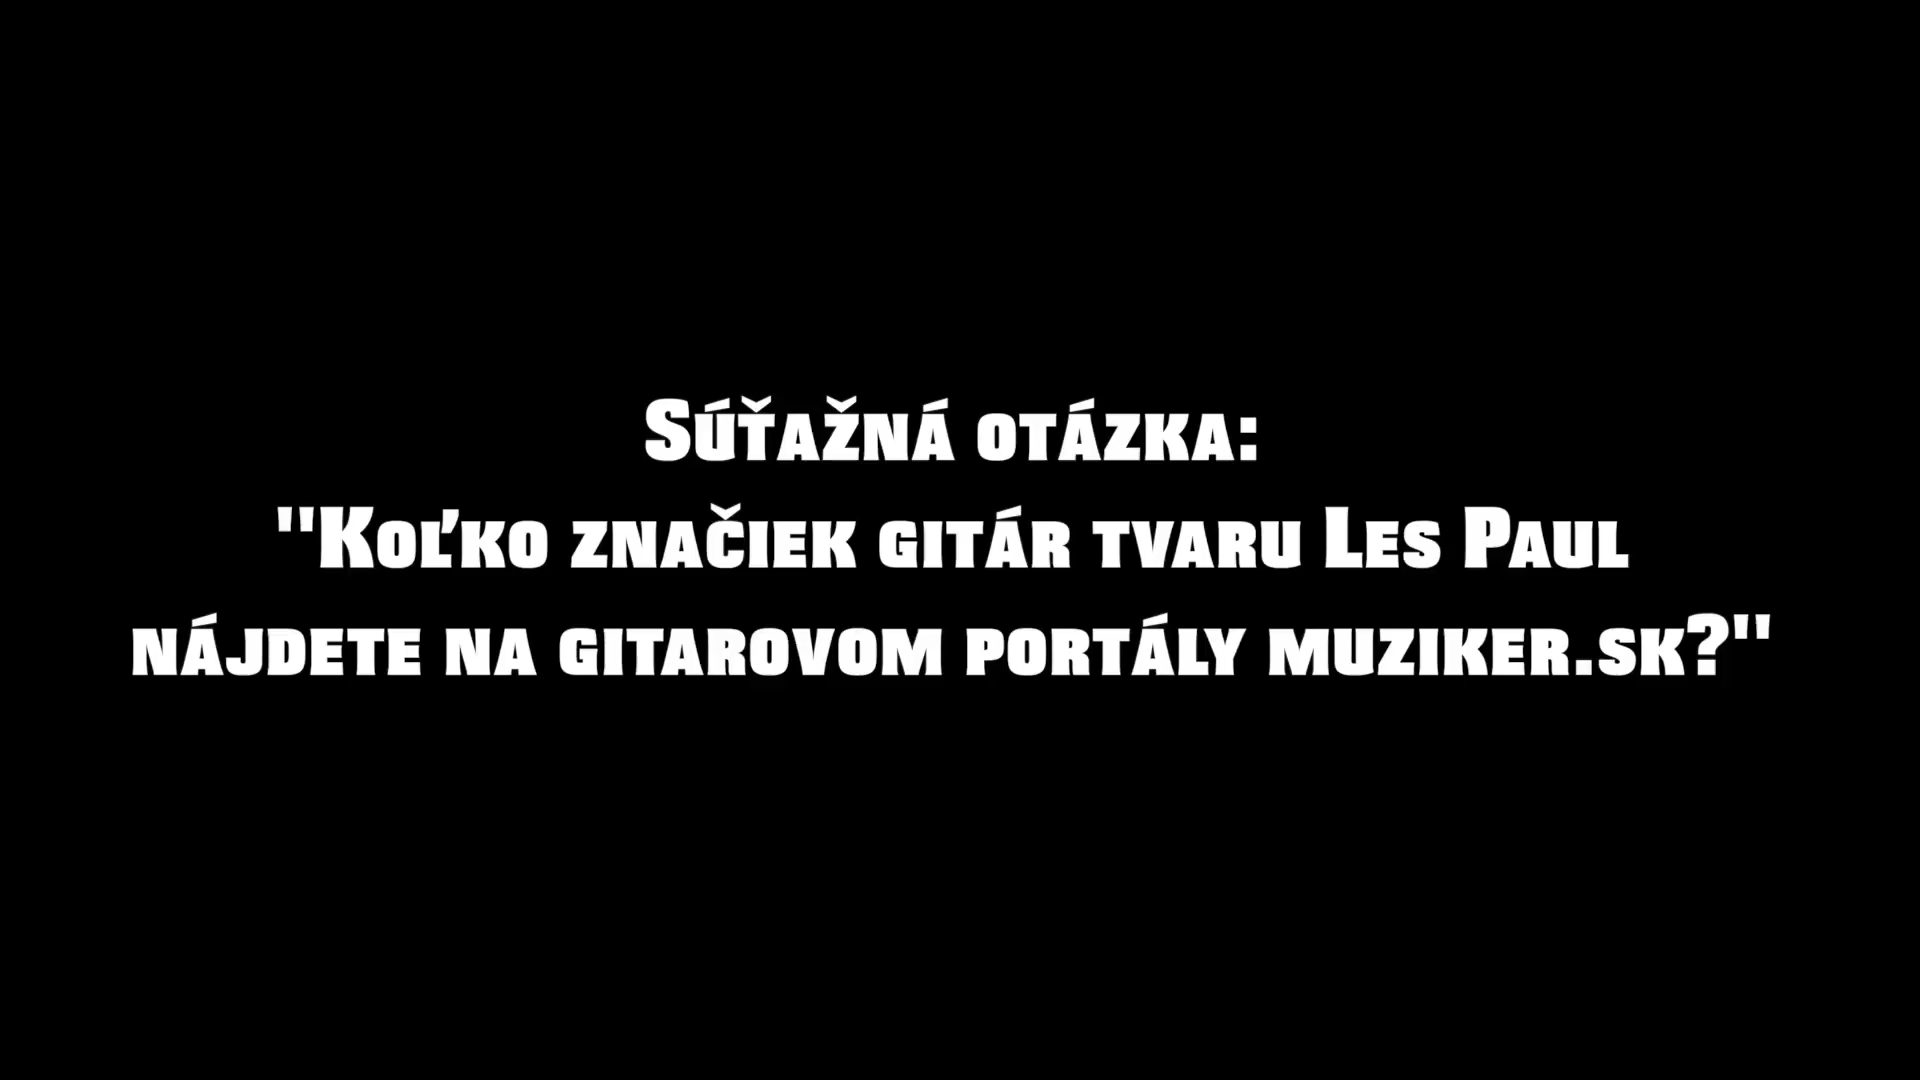 Súťažná otázka:
"Koľko značiek gitár tvaru Les Paul
nájdete na gitarovom portály muziker.sk?"